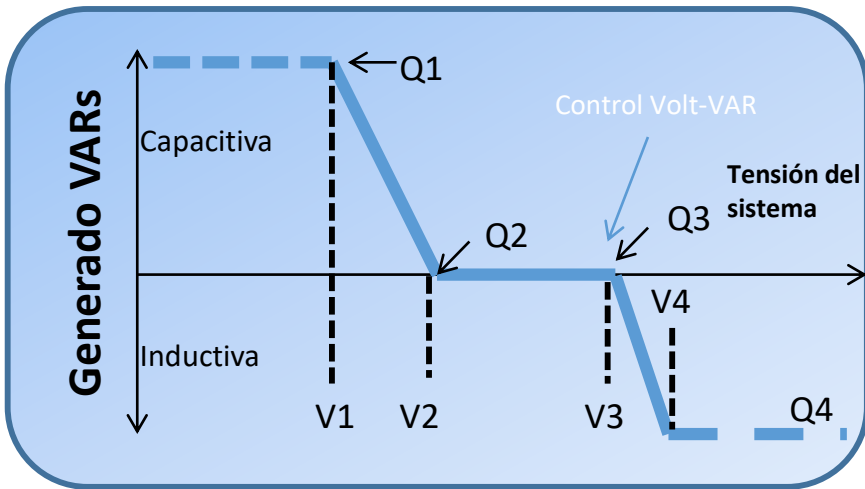 Generado VARs
Capacitiva
Inductiva
Q1
Control Volt-VAR
Tensión del
sistema
Q2
Q3
V4
V1
V2
V3
Q4